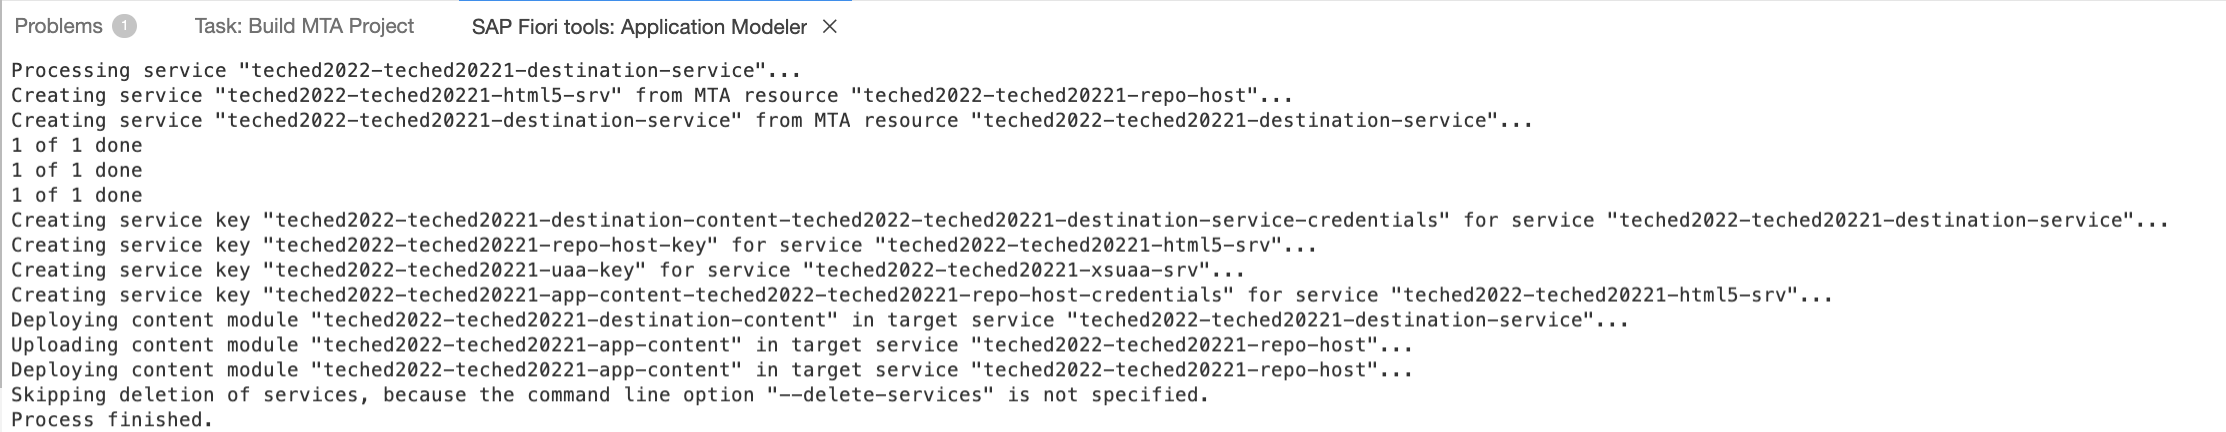 Problems 1 Task: Build MTA Project SAP Fiori tools: Application Modeler ×
Processing service "teched2022-teched20221-destination-service"...
Creating service "teched2022-teched20221-html5-srv" from MTA resource "teched2022-teched20221-repo-host"...
Creating service "teched2022-teched20221-destination-service" from MTA resource "teched2022-teched20221-destination-service"...
1 of 1 done
1 of 1 done
1 of 1 done
Creating service key "teched2022-teched20221-destination-content-teched2022-teched20221-destination-service-credentials" for service "teched2022-teched20221-destination-service"...
Creating service key "teched2022-teched20221-repo-host-key" for service "teched2022-teched20221-html5-srv"...
Creating service key "teched2022-teched20221-uaa-key" for service "teched2022-teched20221-xsuaa-srv"...
Creating service key "teched2022-teched20221-app-content-teched2022-teched20221-repo-host-credentials" for service "teched2022-teched20221-html5-srv"...
Deploying content module "teched2022-teched20221-destination-content" in target service "teched2022-teched20221-destination-service"...
Uploading content module "teched2022-teched20221-app-content" in target service "teched2022-teched20221-repo-host"...
Deploying content module "teched2022-teched20221-app-content" in target service "teched2022-teched20221-repo-host"...
Skipping deletion of services, because the command line option "--delete-services" is not specified.
Process finished.